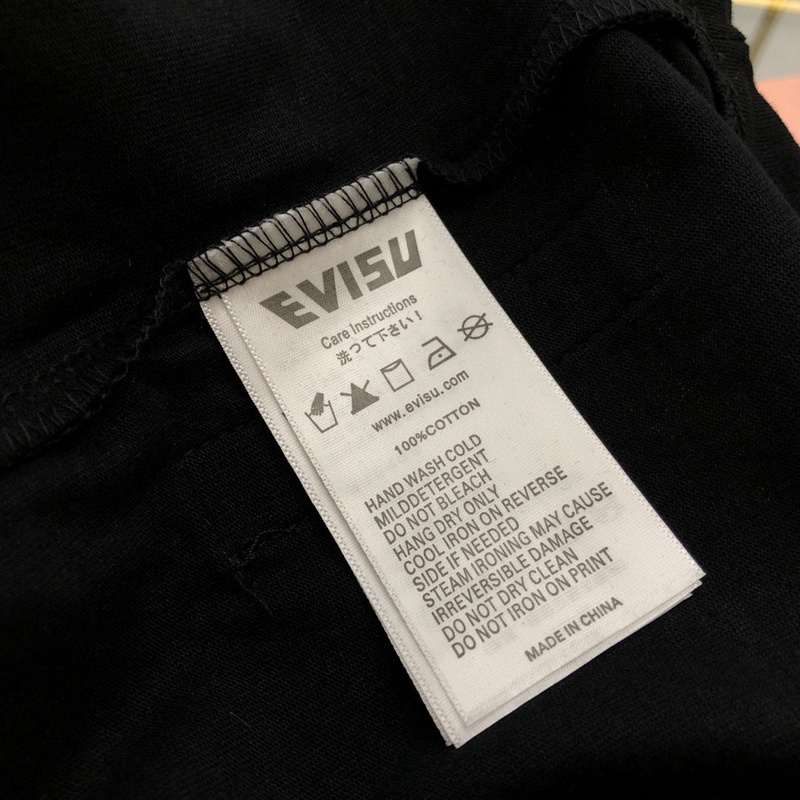 EVISU
Care Instructions
洗って下さい!
www.evisu.com
100%COTTON
HAND WASH COLD
MILDDETERGENT
DO NOT BLEACH
HANG DRY ONLY
COOL IRON ON REVERSE
SIDE IF NEEDED
STEAM IRONING MAY CAUSE
IRREVERSIBLE DAMAGE
DO NOT DRY CLEAN
DO NOT IRON ON PRINT
MADE IN CHINA